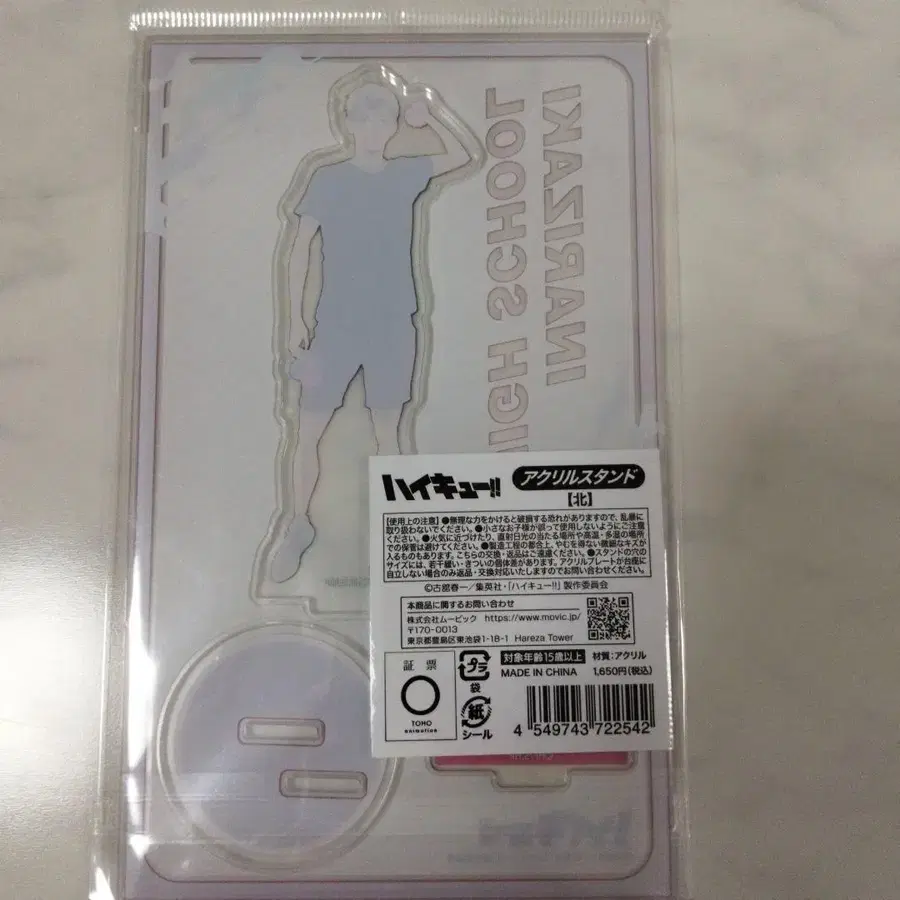 INARIZAKI
HIGH SCHOOL
ハイキュー!!
アクリルスタンド
【北】
【使用上の注意】●無理な力をかけると破損する恐れがありますので、乱暴に
取り扱わないでください。●小さなお子様が誤って使用しないようにご注意
ください。●火気に近づけたり、直射日光の当たる場所や高温・多湿の場所
での保管は避けてください。●製造工程の都合上、やむを得ない微細なキズが
入るものもあります。こちらの交換・返品はご遠慮ください。●スタンドの穴の
サイズには、若干緩い・きついの個体差があります。アクリルプレートが台座に
自立しない場合のみ返品・交換対応いたしますのでお問い合わせください。
©古舘春一／集英社・「ハイキュー!!」製作委員会
本商品に関するお問い合わせ
株式会社ムービック https://www.movic.jp/
〒170-0013
東京都豊島区東池袋1-18-1 Hareza Tower
証票
TOHO
animation
プラ
袋
紙
シール
対象年齢15歳以上
材質：アクリル
MADE IN CHINA
1,650円(税込)
4 549743 722542
ハイキュー!!